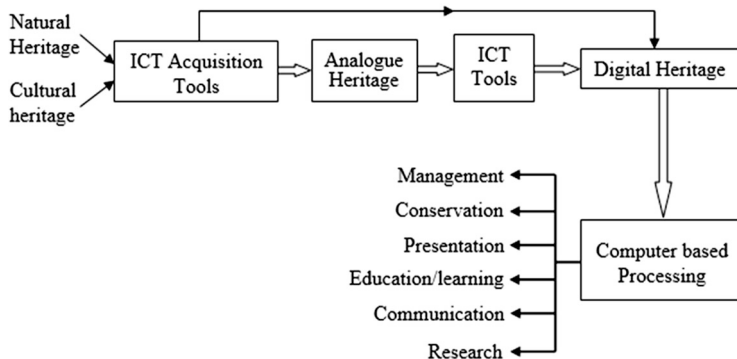 Natural
Heritage
Cultural
heritage
ICT Acquisition
Tools
Analogue
Heritage
ICT
Tools
Digital Heritage
Computer based
Processing
Management
Conservation
Presentation
Education/learning
Communication
Research